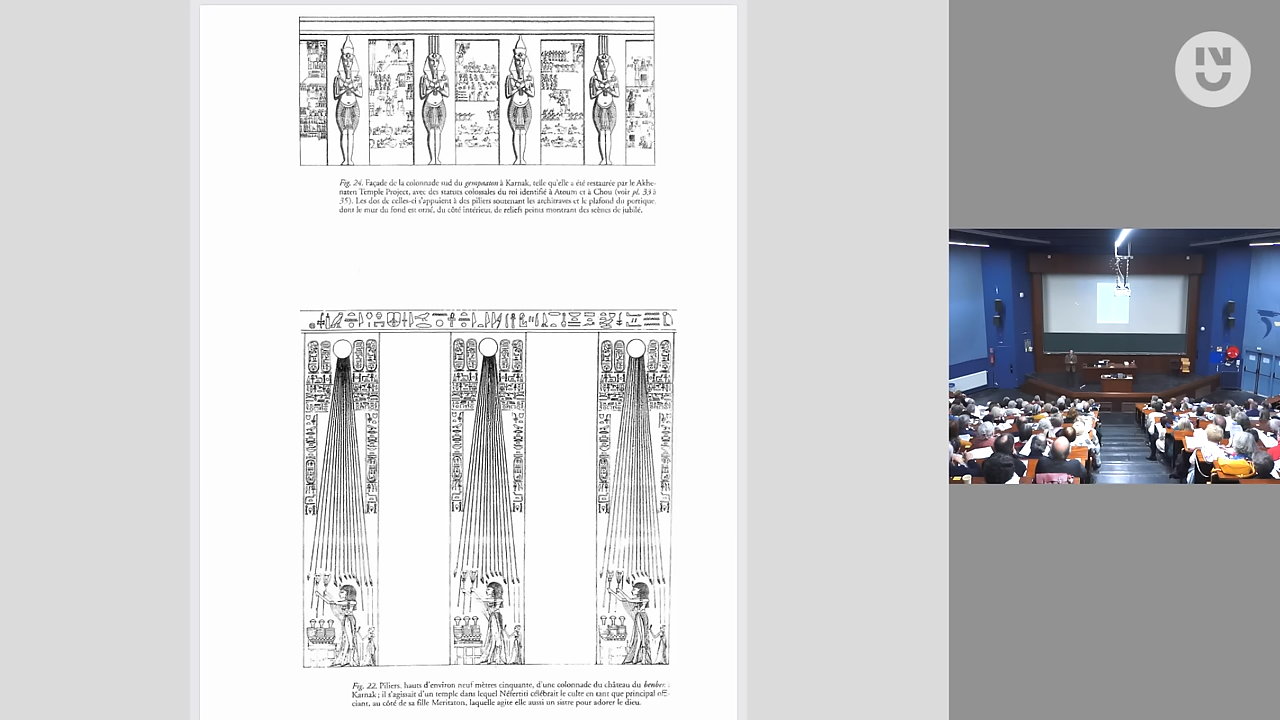 Fig. 24. Façade de la colonnade sud du gempaaton à Karnak, telle qu'elle a été restaurée par le Akhe-
naten Temple Project, avec des statues colossales du roi identifié à Atoum et à Chou (voir pl. 33 à
35). Les dos de celles-ci s'appuient à des piliers soutenant les architraves et le plafond du portique,
dont le mur du fond est orné, du côté intérieur, de reliefs peints montrant des scènes de jubilé.
Fig. 22. Piliers, hauts d'environ neuf mètres cinquante, d'une colonnade du château du benben
Karnak ; il s'agissait d'un temple dans lequel Néfertiti célébrait le culte en tant que principal offi-
ciant, au côté de sa fille Meritaton, laquelle agite elle aussi un sistre pour adorer le dieu.